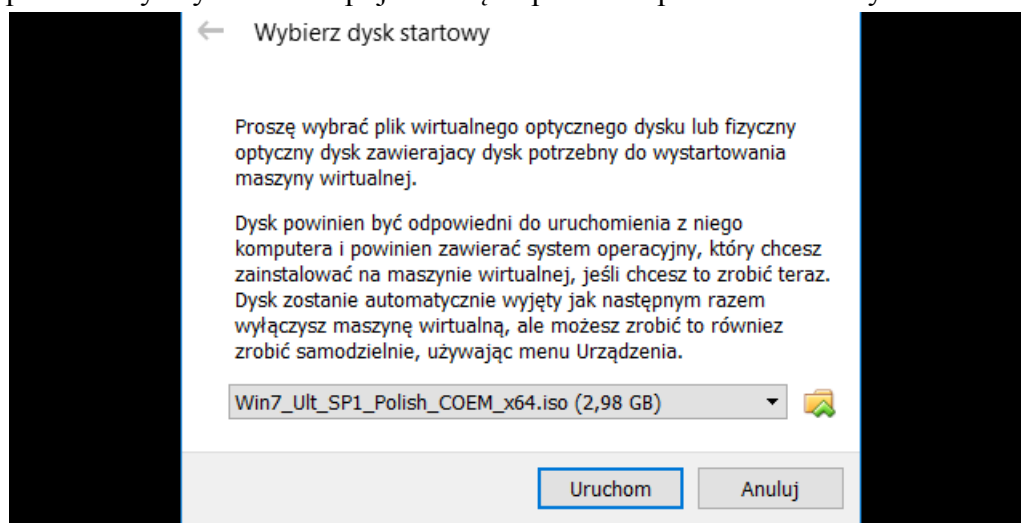 Wybierz dysk startowy
Proszę wybrać plik wirtualnego optycznego dysku lub fizyczny
optyczny dysk zawierajacy dysk potrzebny do wystartowania
maszyny wirtualnej.
Dysk powinien być odpowiedni do uruchomienia z niego
komputera i powinien zawierać system operacyjny, który chcesz
zainstalować na maszynie wirtualnej, jeśli chcesz to zrobić teraz.
Dysk zostanie automatycznie wyjęty jak następnym razem
wyłączysz maszynę wirtualną, ale możesz zrobić to równiez
zrobić samodzielnie, używając menu Urządzenia.
Win7_Ult_SP1_Polish_COEM_x64.iso (2,98 GB)
Uruchom Anuluj